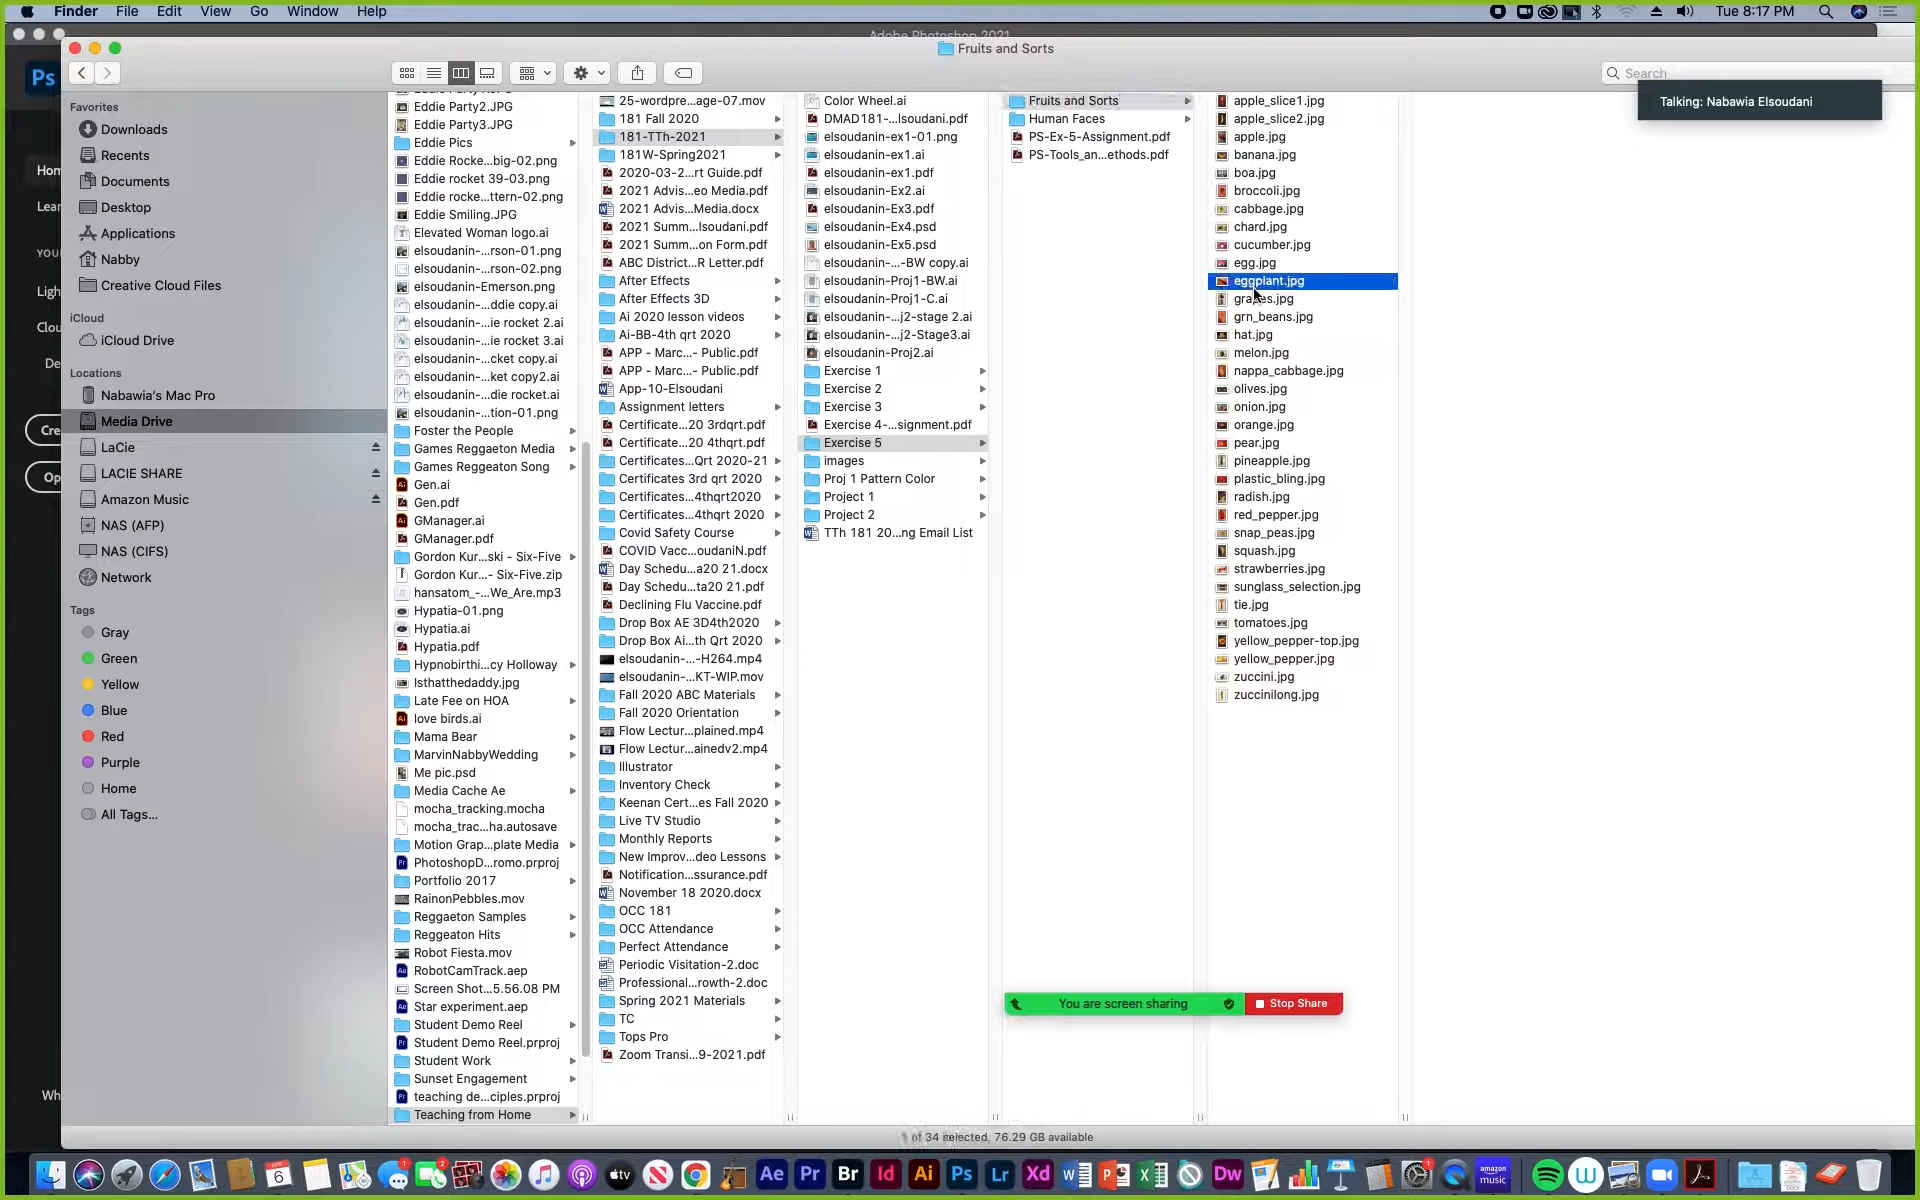 Finder File Edit View Go Window Help
Tue 8:17 PM
Adobe Photoshop 2021
Fruits and Sorts
Search
Talking: Nabawia Elsoudani
Ps
Favorites
Downloads
Recents
Documents
Desktop
Applications
Nabby
Creative Cloud Files
iCloud
iCloud Drive
Locations
Nabawia's Mac Pro
Media Drive
LaCie
LACIE SHARE
Amazon Music
NAS (AFP)
NAS (CIFS)
Network
Tags
Gray
Green
Yellow
Blue
Red
Purple
Home
All Tags...
Eddie Party2.JPG
Eddie Party3.JPG
Eddie Pics
Eddie Rocke...big-02.png
Eddie rocket 39-03.png
Eddie rocke...ttern-02.png
Eddie Smiling.JPG
Elevated Woman logo.ai
elsoudanin-...rson-01.png
elsoudanin-...rson-02.png
elsoudanin-Emerson.png
elsoudanin-...ddie copy.ai
elsoudanin-...ie rocket 2.ai
elsoudanin-...ie rocket 3.ai
elsoudanin-...cket copy.ai
elsoudanin-...ket copy2.ai
elsoudanin-...die rocket.ai
elsoudanin-...tion-01.png
Foster the People
Games Reggaeton Media
Games Reggeaton Song
Gen.ai
Gen.pdf
GManager.ai
GManager.pdf
Gordon Kur...ski - Six-Five
Gordon Kur...- Six-Five.zip
hansatom_-...We_Are.mp3
Hypatia-01.png
Hypatia.ai
Hypatia.pdf
Hypnobirthi...cy Holloway
Isthatthedaddy.jpg
Late Fee on HOA
love birds.ai
Mama Bear
MarvinNabbyWedding
Me pic.psd
Media Cache Ae
mocha_tracking.mocha
mocha_trac...ha.autosave
Motion Grap...plate Media
PhotoshopD...romo.prproj
Portfolio 2017
RainonPebbles.mov
Reggaeton Samples
Reggeaton Hits
Robot Fiesta.mov
RobotCamTrack.aep
Screen Shot...5.56.08 PM
Star experiment.aep
Student Demo Reel
Student Demo Reel.prproj
Student Work
Sunset Engagement
teaching de...ciples.prproj
Teaching from Home
25-wordpre...age-07.mov
181 Fall 2020
181-TTh-2021
181W-Spring2021
2020-03-2...rt Guide.pdf
2021 Advis...eo Media.pdf
2021 Advis...Media.docx
2021 Summ...lsoudani.pdf
2021 Summ...on Form.pdf
ABC District...R Letter.pdf
After Effects
After Effects 3D
Ai 2020 lesson videos
Ai-BB-4th qrt 2020
APP - Marc...- Public.pdf
APP - Marc...- Public.pdf
App-10-Elsoudani
Assignment letters
Certificate...20 3rdqrt.pdf
Certificate...20 4thqrt.pdf
Certificates...Qrt 2020-21
Certificates 3rd qrt 2020
Certificates...4thqrt2020
Certificates...4thqrt 2020
Covid Safety Course
COVID Vacc...oudaniN.pdf
Day Schedu...a20 21.docx
Day Schedu...ta20 21.pdf
Declining Flu Vaccine.pdf
Drop Box AE 3D4th2020
Drop Box Ai...th Qrt 2020
elsoudanin-...-H264.mp4
elsoudanin-...KT-WIP.mov
Fall 2020 ABC Materials
Fall 2020 Orientation
Flow Lectur...plained.mp4
Flow Lectur...ainedv2.mp4
Illustrator
Inventory Check
Keenan Cert...es Fall 2020
Live TV Studio
Monthly Reports
New Improv...deo Lessons
Notification...ssurance.pdf
November 18 2020.docx
OCC 181
OCC Attendance
Perfect Attendance
Periodic Visitation-2.doc
Professional...rowth-2.doc
Spring 2021 Materials
TC
Tops Pro
Zoom Transi...9-2021.pdf
Color Wheel.ai
DMAD181-...lsoudani.pdf
elsoudanin-ex1-01.png
elsoudanin-ex1.ai
elsoudanin-ex1.pdf
elsoudanin-Ex2.ai
elsoudanin-Ex3.pdf
elsoudanin-Ex4.psd
elsoudanin-Ex5.psd
elsoudanin-...-BW copy.ai
elsoudanin-Proj1-BW.ai
elsoudanin-Proj1-C.ai
elsoudanin-...j2-stage 2.ai
elsoudanin-...j2-Stage3.ai
elsoudanin-Proj2.ai
Exercise 1
Exercise 2
Exercise 3
Exercise 4-...signment.pdf
Exercise 5
images
Proj 1 Pattern Color
Project 1
Project 2
TTh 181 20...ng Email List
Fruits and Sorts
Human Faces
PS-Ex-5-Assignment.pdf
PS-Tools_an...ethods.pdf
apple_slice1.jpg
apple_slice2.jpg
apple.jpg
banana.jpg
boa.jpg
broccoli.jpg
cabbage.jpg
chard.jpg
cucumber.jpg
egg.jpg
eggplant.jpg
grapes.jpg
grn_beans.jpg
hat.jpg
melon.jpg
nappa_cabbage.jpg
olives.jpg
onion.jpg
orange.jpg
pear.jpg
pineapple.jpg
plastic_bling.jpg
radish.jpg
red_pepper.jpg
snap_peas.jpg
squash.jpg
strawberries.jpg
sunglass_selection.jpg
tie.jpg
tomatoes.jpg
yellow_pepper-top.jpg
yellow_pepper.jpg
zuccini.jpg
zuccinilong.jpg
You are screen sharing Stop Share
1 of 34 selected, 76.29 GB available
APR 6 tv Ae Pr Br Id Ai Ps Lr Xd W P X Dw amazon music W